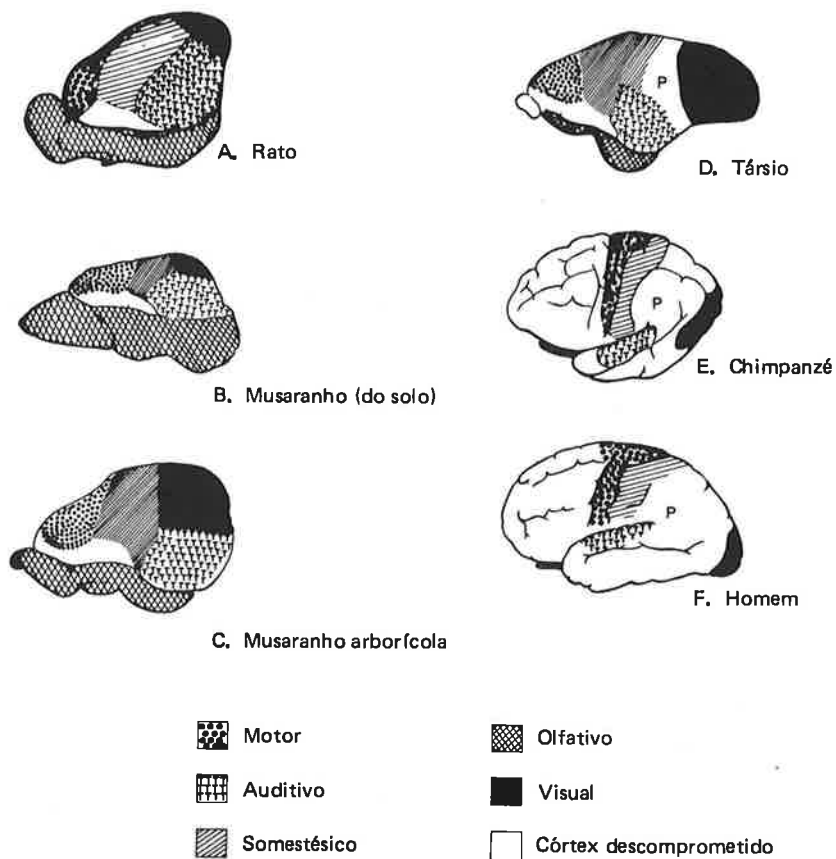 A. Rato
P
D. Társio
B. Musaranho (do solo)
P
E. Chimpanzé
C. Musaranho arborícola
P
F. Homem
Motor
Olfativo
Auditivo
Visual
Somestésico
Córtex descomprometido